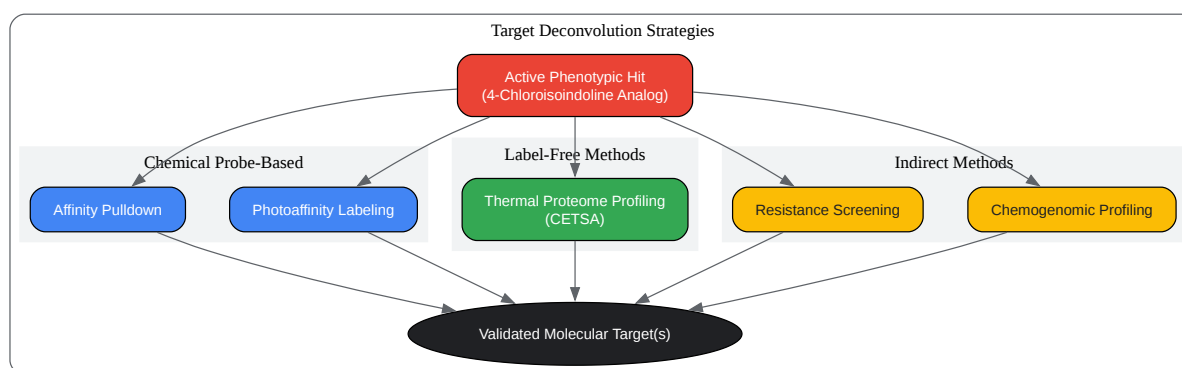 Target Deconvolution Strategies
Active Phenotypic Hit
(4-Chloroisoindoline Analog)
Chemical Probe-Based
Label-Free Methods
Indirect Methods
Affinity Pulldown
Photoaffinity Labeling
Thermal Proteome Profiling
(CETSA)
Resistance Screening
Chemogenomic Profiling
Validated Molecular Target(s)